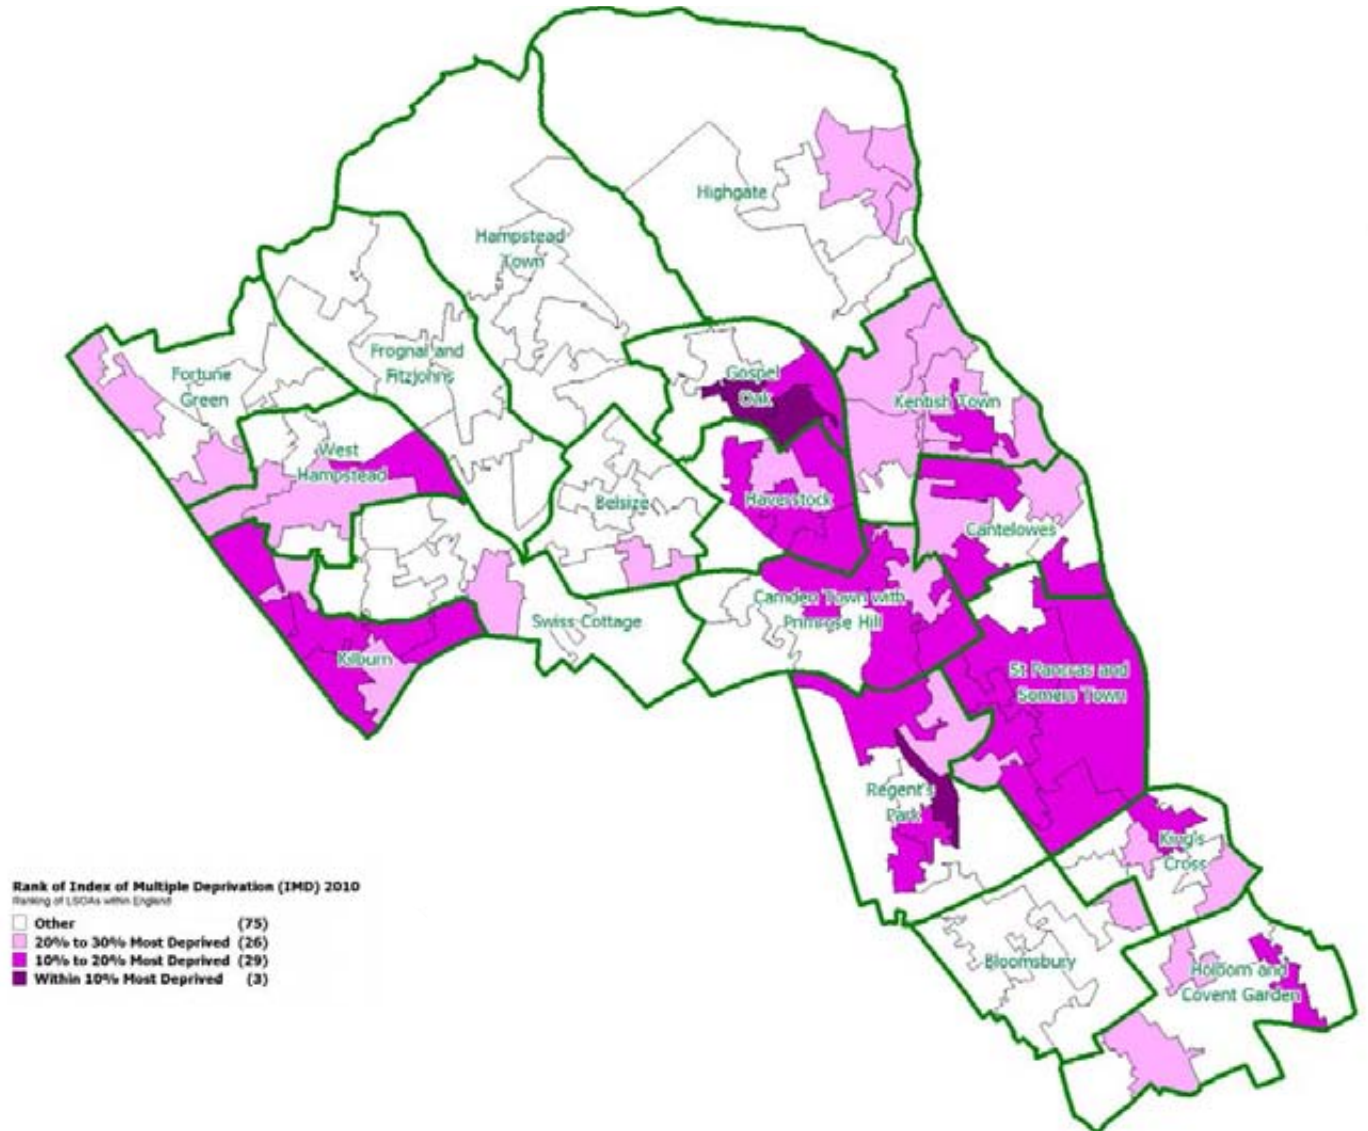 Highgate
Hampstead
Town
Frognal and
Fitzjohns
Fortune
Green
Gospel
Oak
Kentish Town
West
Hampstead
Belsize
Haverstock
Cantelowes
Camden Town with
Primrose Hill
Swiss Cottage
Kilburn
St Pancras and
Somers Town
Regent's
Park
King's
Cross
Bloomsbury
Holborn and
Covent Garden
Rank of Index of Multiple Deprivation (IMD) 2010
Ranking of LSOAs within England
Other (75)
20% to 30% Most Deprived (26)
10% to 20% Most Deprived (29)
Within 10% Most Deprived (3)